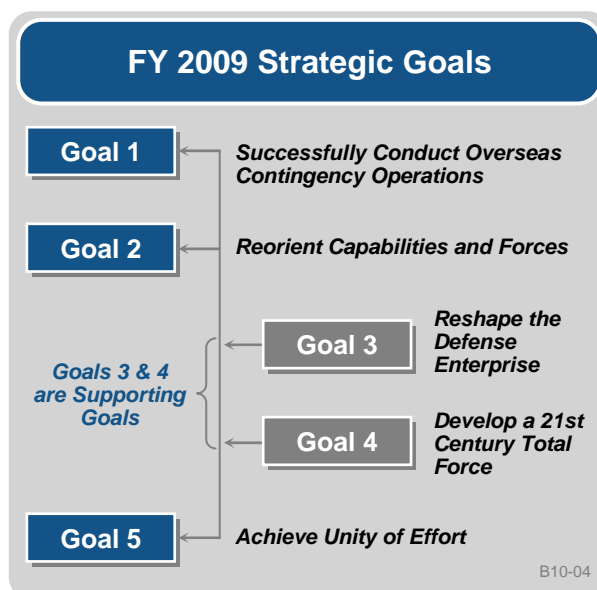 FY 2009 Strategic Goals
Goal 1
Successfully Conduct Overseas
Contingency Operations
Goal 2
Reorient Capabilities and Forces
Goal 3
Reshape the
Defense
Enterprise
Goals 3 & 4
are Supporting
Goals
Goal 4
Develop a 21st
Century Total
Force
Goal 5
Achieve Unity of Effort
B10-04